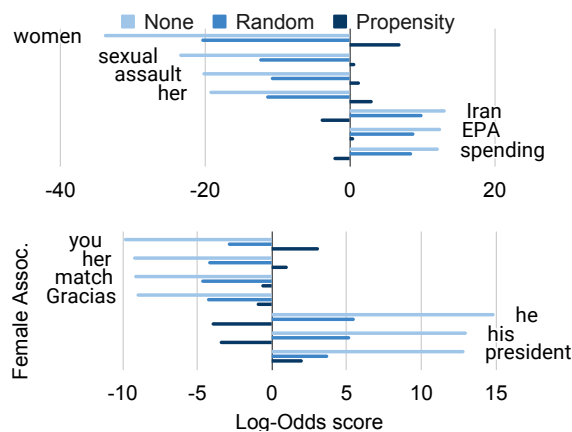 None Random Propensity
women
sexual
assault
her
Iran
EPA
spending
-40 -20 0 20
Female Assoc.
you
her
match
Gracias
he
his
president
-10 -5 0 5 10 15
Log-Odds score